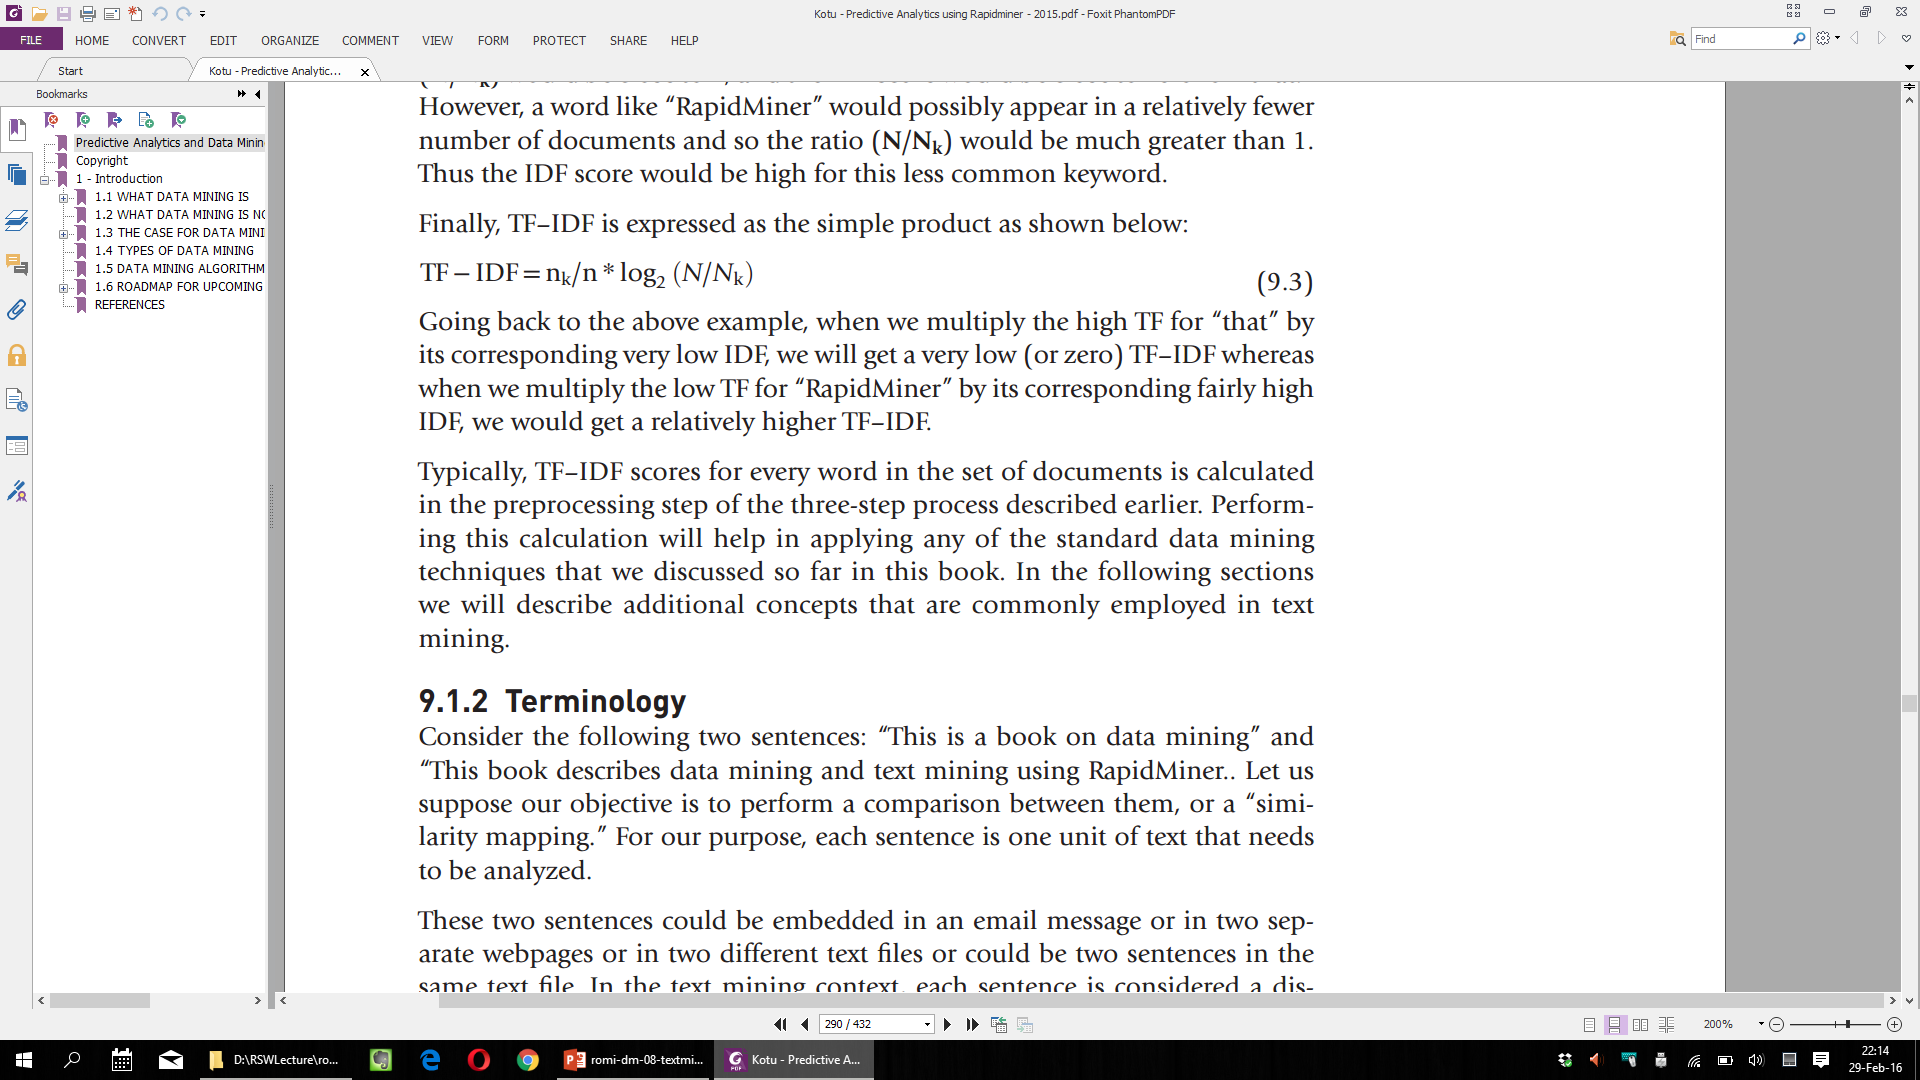 Kotu - Predictive Analytics using Rapidminer - 2015.pdf - Foxit PhantomPDF
FILE HOME CONVERT EDIT ORGANIZE COMMENT VIEW FORM PROTECT SHARE HELP
Find
Start
Kotu - Predictive Analytic...
Bookmarks
Predictive Analytics and Data Minin
Copyright
1 - Introduction
1.1 WHAT DATA MINING IS
1.2 WHAT DATA MINING IS NO
1.3 THE CASE FOR DATA MINI
1.4 TYPES OF DATA MINING
1.5 DATA MINING ALGORITHM
1.6 ROADMAP FOR UPCOMING
REFERENCES
However, a word like “RapidMiner” would possibly appear in a relatively fewer
number of documents and so the ratio (N/Nk) would be much greater than 1.
Thus the IDF score would be high for this less common keyword.
Finally, TF–IDF is expressed as the simple product as shown below:
TF – IDF = nk/n * log2 (N/Nk)
(9.3)
Going back to the above example, when we multiply the high TF for “that” by
its corresponding very low IDF, we will get a very low (or zero) TF–IDF whereas
when we multiply the low TF for “RapidMiner” by its corresponding fairly high
IDF, we would get a relatively higher TF–IDF.
Typically, TF–IDF scores for every word in the set of documents is calculated
in the preprocessing step of the three-step process described earlier. Perform-
ing this calculation will help in applying any of the standard data mining
techniques that we discussed so far in this book. In the following sections
we will describe additional concepts that are commonly employed in text
mining.
9.1.2 Terminology
Consider the following two sentences: “This is a book on data mining” and
“This book describes data mining and text mining using RapidMiner.. Let us
suppose our objective is to perform a comparison between them, or a “simi-
larity mapping.” For our purpose, each sentence is one unit of text that needs
to be analyzed.
These two sentences could be embedded in an email message or in two sep-
arate webpages or in two different text files or could be two sentences in the
same text file. In the text mining context, each sentence is considered a dis-
290 / 432
200%
D:\RSWLecture\ro...
romi-dm-08-textmi...
Kotu - Predictive A...
22:14
29-Feb-16